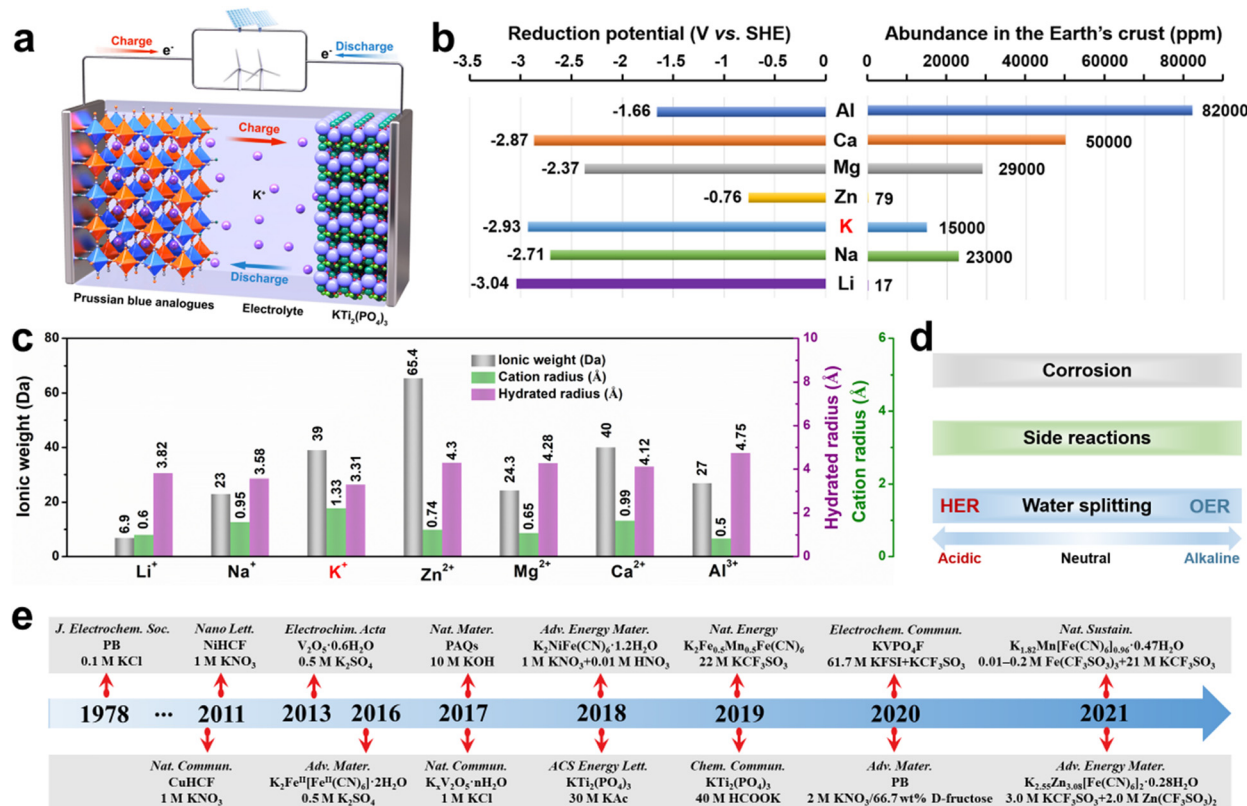 a
Charge
e-
e-
Discharge
Charge
K+
Discharge
Prussian blue analogues
Electrolyte
KTi2(PO4)3
b
Reduction potential (V vs. SHE)
Abundance in the Earth's crust (ppm)
-3.5 -3 -2.5 -2 -1.5 -1 -0.5 0
0 20000 40000 60000 80000
-1.66 Al 82000
-2.87 Ca 50000
-2.37 Mg 29000
-0.76 Zn 79
-2.93 K 15000
-2.71 Na 23000
-3.04 Li 17
c
Ionic weight (Da)
80
60
40
20
0
Ionic weight (Da)
Cation radius (Å)
Hydrated radius (Å)
6.9 0.6 3.82
23 0.95 3.58
39 1.33 3.31
65.4 0.74 4.3
24.3 0.65 4.28
40 0.99 4.12
27 0.5 4.75
Li+ Na+ K+ Zn2+ Mg2+ Ca2+ Al3+
10
8
6
4
2
0
Hydrated radius (Å)
6
4
2
0
Cation radius (Å)
d
Corrosion
Side reactions
HER Water splitting OER
Acidic Neutral Alkaline
e
J. Electrochem. Soc.
PB
0.1 M KCl
Nano Lett.
NiHCF
1 M KNO3
Electrochim. Acta
V2O5·0.6H2O
0.5 M K2SO4
Nat. Mater.
PAQs
10 M KOH
Adv. Energy Mater.
K2NiFe(CN)6·1.2H2O
1 M KNO3+0.01 M HNO3
Nat. Energy
K2Fe0.5Mn0.5Fe(CN)6
22 M KCF3SO3
Electrochem. Commun.
KVPO4F
61.7 M KFSI+KCF3SO3
Nat. Sustain.
K1.82Mn[Fe(CN)6]0.96·0.47H2O
0.01–0.2 M Fe(CF3SO3)3+21 M KCF3SO3
1978 ... 2011 2013 2016 2017 2018 2019 2020 2021
Nat. Commun.
CuHCF
1 M KNO3
Adv. Mater.
K2FeII[FeII(CN)6]·2H2O
0.5 M K2SO4
Nat. Commun.
KxV2O5·nH2O
1 M KCl
ACS Energy Lett.
KTi2(PO4)3
30 M KAc
Chem. Commun.
KTi2(PO4)3
40 M HCOOK
Adv. Mater.
PB
2 M KNO3/66.7 wt% D-fructose
Adv. Energy Mater.
K2.55Zn3.08[Fe(CN)6]2·0.28H2O
3.0 M KCF3SO3+2.0 M Zn(CF3SO3)2